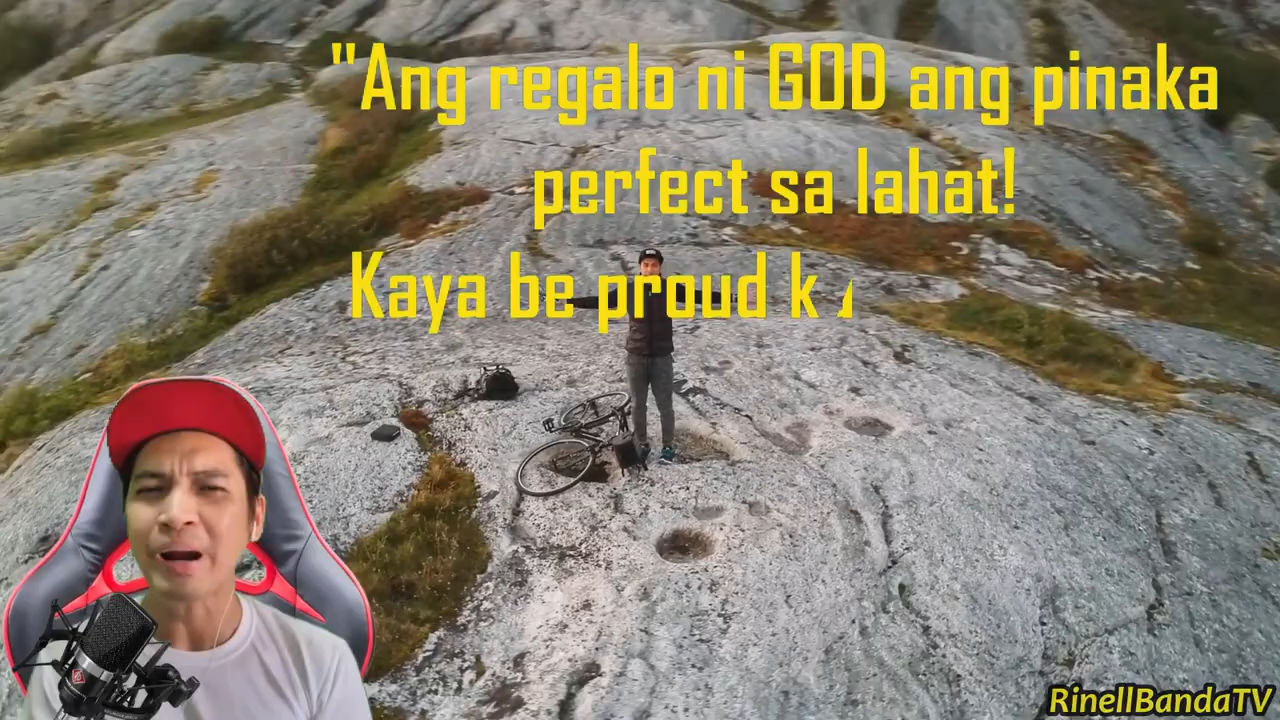 "Ang regalo ni GOD ang pinaka
perfect sa lahat!
Kaya be proud k
RinellBandaTV